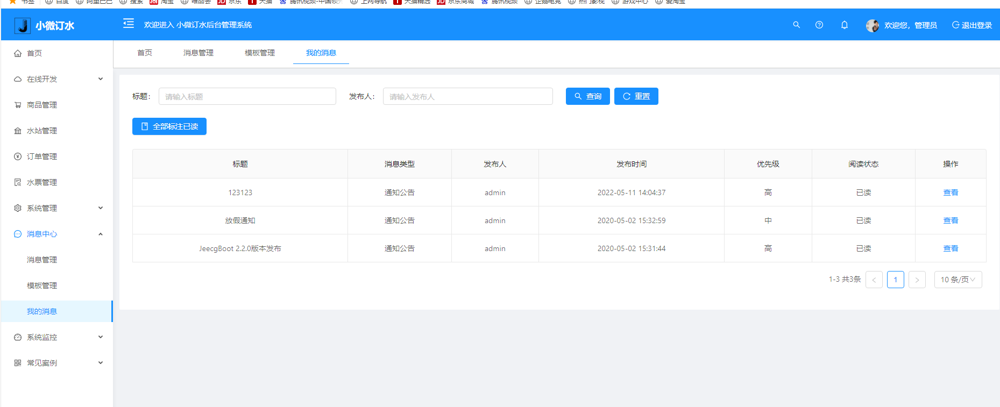 书签 百度 阿里巴巴 搜索 淘宝 唯品会 JD 京东 天猫 腾讯视频-中国领先 上网导航 天猫精选 JD 京东商城 腾讯视频 企鹅电竞 热门影视 游戏中心 爱淘宝
小微订水
欢迎进入 小微订水后台管理系统
欢迎您，管理员
退出登录
首页
在线开发
商品管理
水站管理
订单管理
水票管理
系统管理
消息中心
消息管理
模板管理
我的消息
系统监控
常见案例
首页 消息管理 模板管理 我的消息
标题： 请输入标题 发布人： 请输入发布人 查询 重置
全部标注已读
标题 消息类型 发布人 发布时间 优先级 阅读状态 操作
123123 通知公告 admin 2022-05-11 14:04:37 高 已读 查看
放假通知 通知公告 admin 2020-05-02 15:32:59 中 已读 查看
JeecgBoot 2.2.0版本发布 通知公告 admin 2020-05-02 15:31:44 高 已读 查看
1-3 共3条 < 1 > 10 条/页